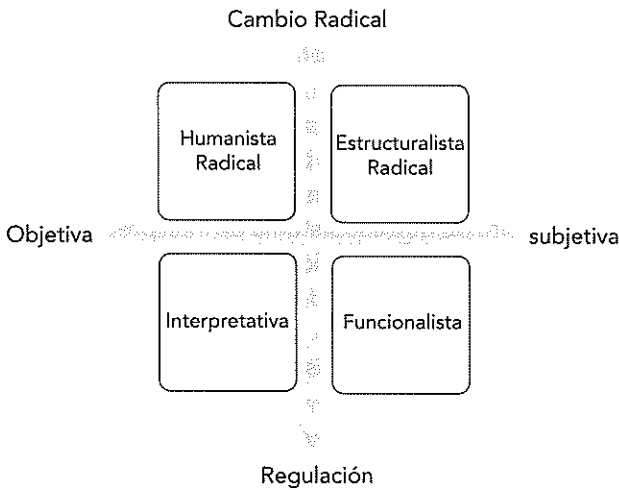 Cambio Radical
Humanista
Radical
Estructuralista
Radical
Objetiva
subjetiva
Interpretativa
Funcionalista
Regulación